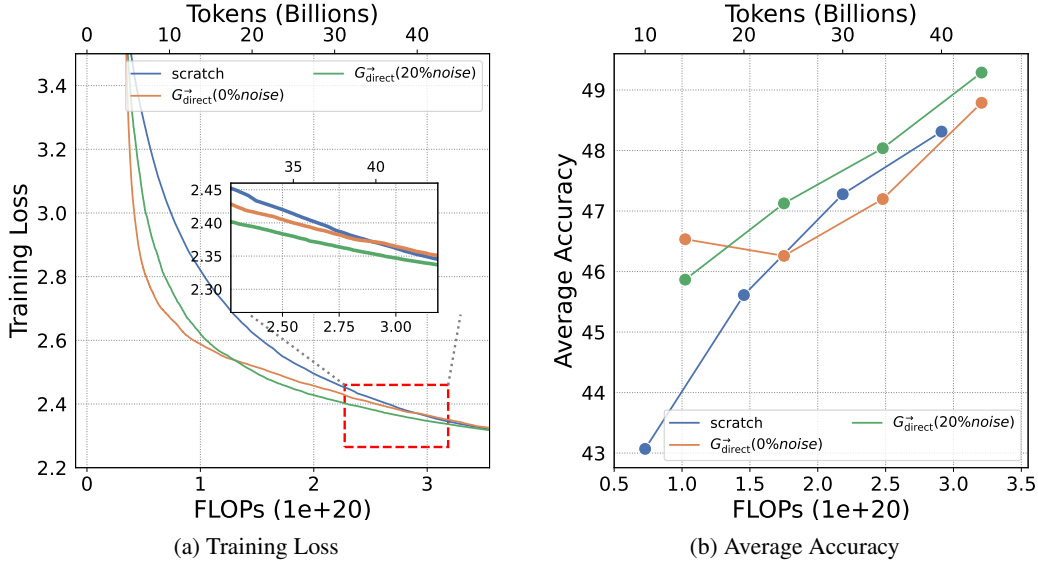 Tokens (Billions)
0 10 20 30 40
3.4
3.2
3.0
2.8
2.6
2.4
2.2
Training Loss
scratch
G→direct(0%noise)
G→direct(20%noise)
35 40
2.45
2.40
2.35
2.30
2.50 2.75 3.00
0 1 2 3
FLOPs (1e+20)
(a) Training Loss
Tokens (Billions)
10 20 30 40
49
48
47
46
45
44
43
Average Accuracy
scratch
G→direct(0%noise)
G→direct(20%noise)
0.5 1.0 1.5 2.0 2.5 3.0 3.5
FLOPs (1e+20)
(b) Average Accuracy